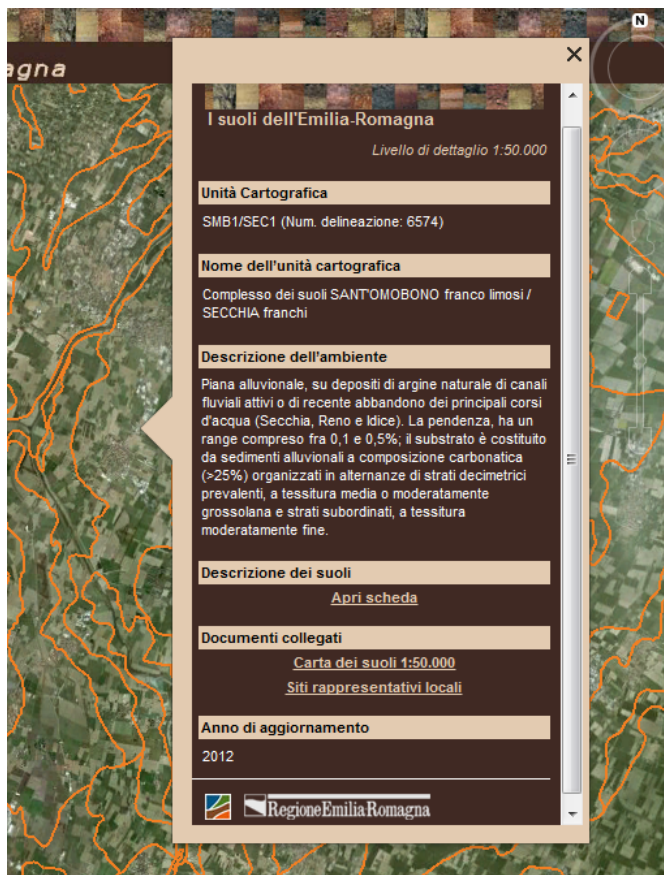 agna
N
I suoli dell'Emilia-Romagna
Livello di dettaglio 1:50.000
Unità Cartografica
SMB1/SEC1 (Num. delineazione: 6574)
Nome dell'unità cartografica
Complesso dei suoli SANT'OMOBONO franco limosi /
SECCHIA franchi
Descrizione dell'ambiente
Piana alluvionale, su depositi di argine naturale di canali
fluviali attivi o di recente abbandono dei principali corsi
d'acqua (Secchia, Reno e Idice). La pendenza, ha un
range compreso fra 0,1 e 0,5%; il substrato è costituito
da sedimenti alluvionali a composizione carbonatica
(>25%) organizzati in alternanze di strati decimetrici
prevalenti, a tessitura media o moderatamente
grossolana e strati subordinati, a tessitura
moderatamente fine.
Descrizione dei suoli
Apri scheda
Documenti collegati
Carta dei suoli 1:50.000
Siti rappresentativi locali
Anno di aggiornamento
2012
RegioneEmiliaRomagna